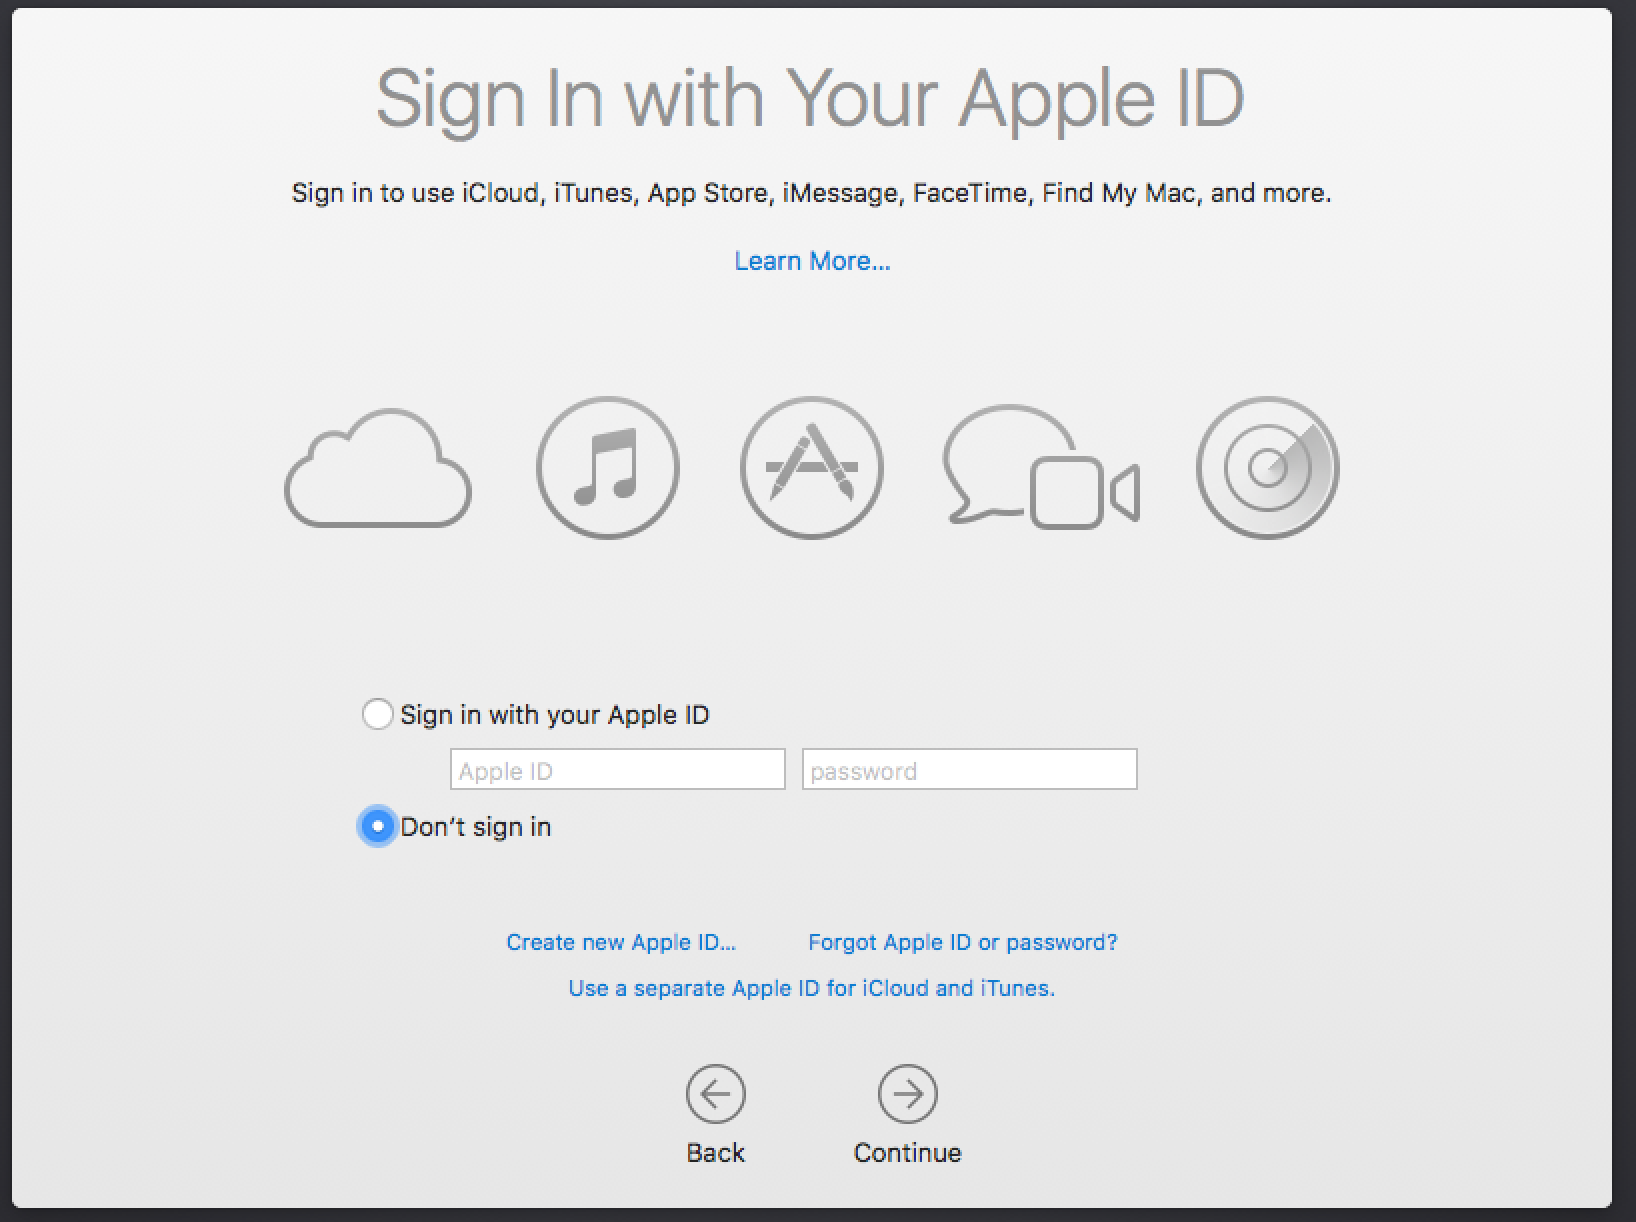 Sign In with Your Apple ID
Sign in to use iCloud, iTunes, App Store, iMessage, FaceTime, Find My Mac, and more.
Learn More...
Sign in with your Apple ID
Apple ID password
Don’t sign in
Create new Apple ID... Forgot Apple ID or password?
Use a separate Apple ID for iCloud and iTunes.
Back Continue